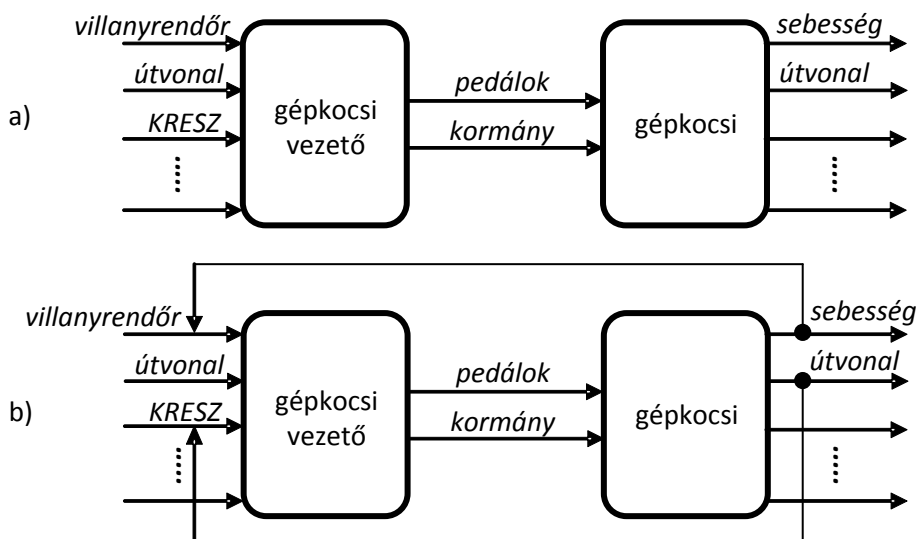 a)
villanyrendőr
útvonal
KRESZ
gépkocsi
vezető
pedálok
kormány
gépkocsi
sebesség
útvonal
b)
villanyrendőr
útvonal
KRESZ
gépkocsi
vezető
pedálok
kormány
gépkocsi
sebesség
útvonal